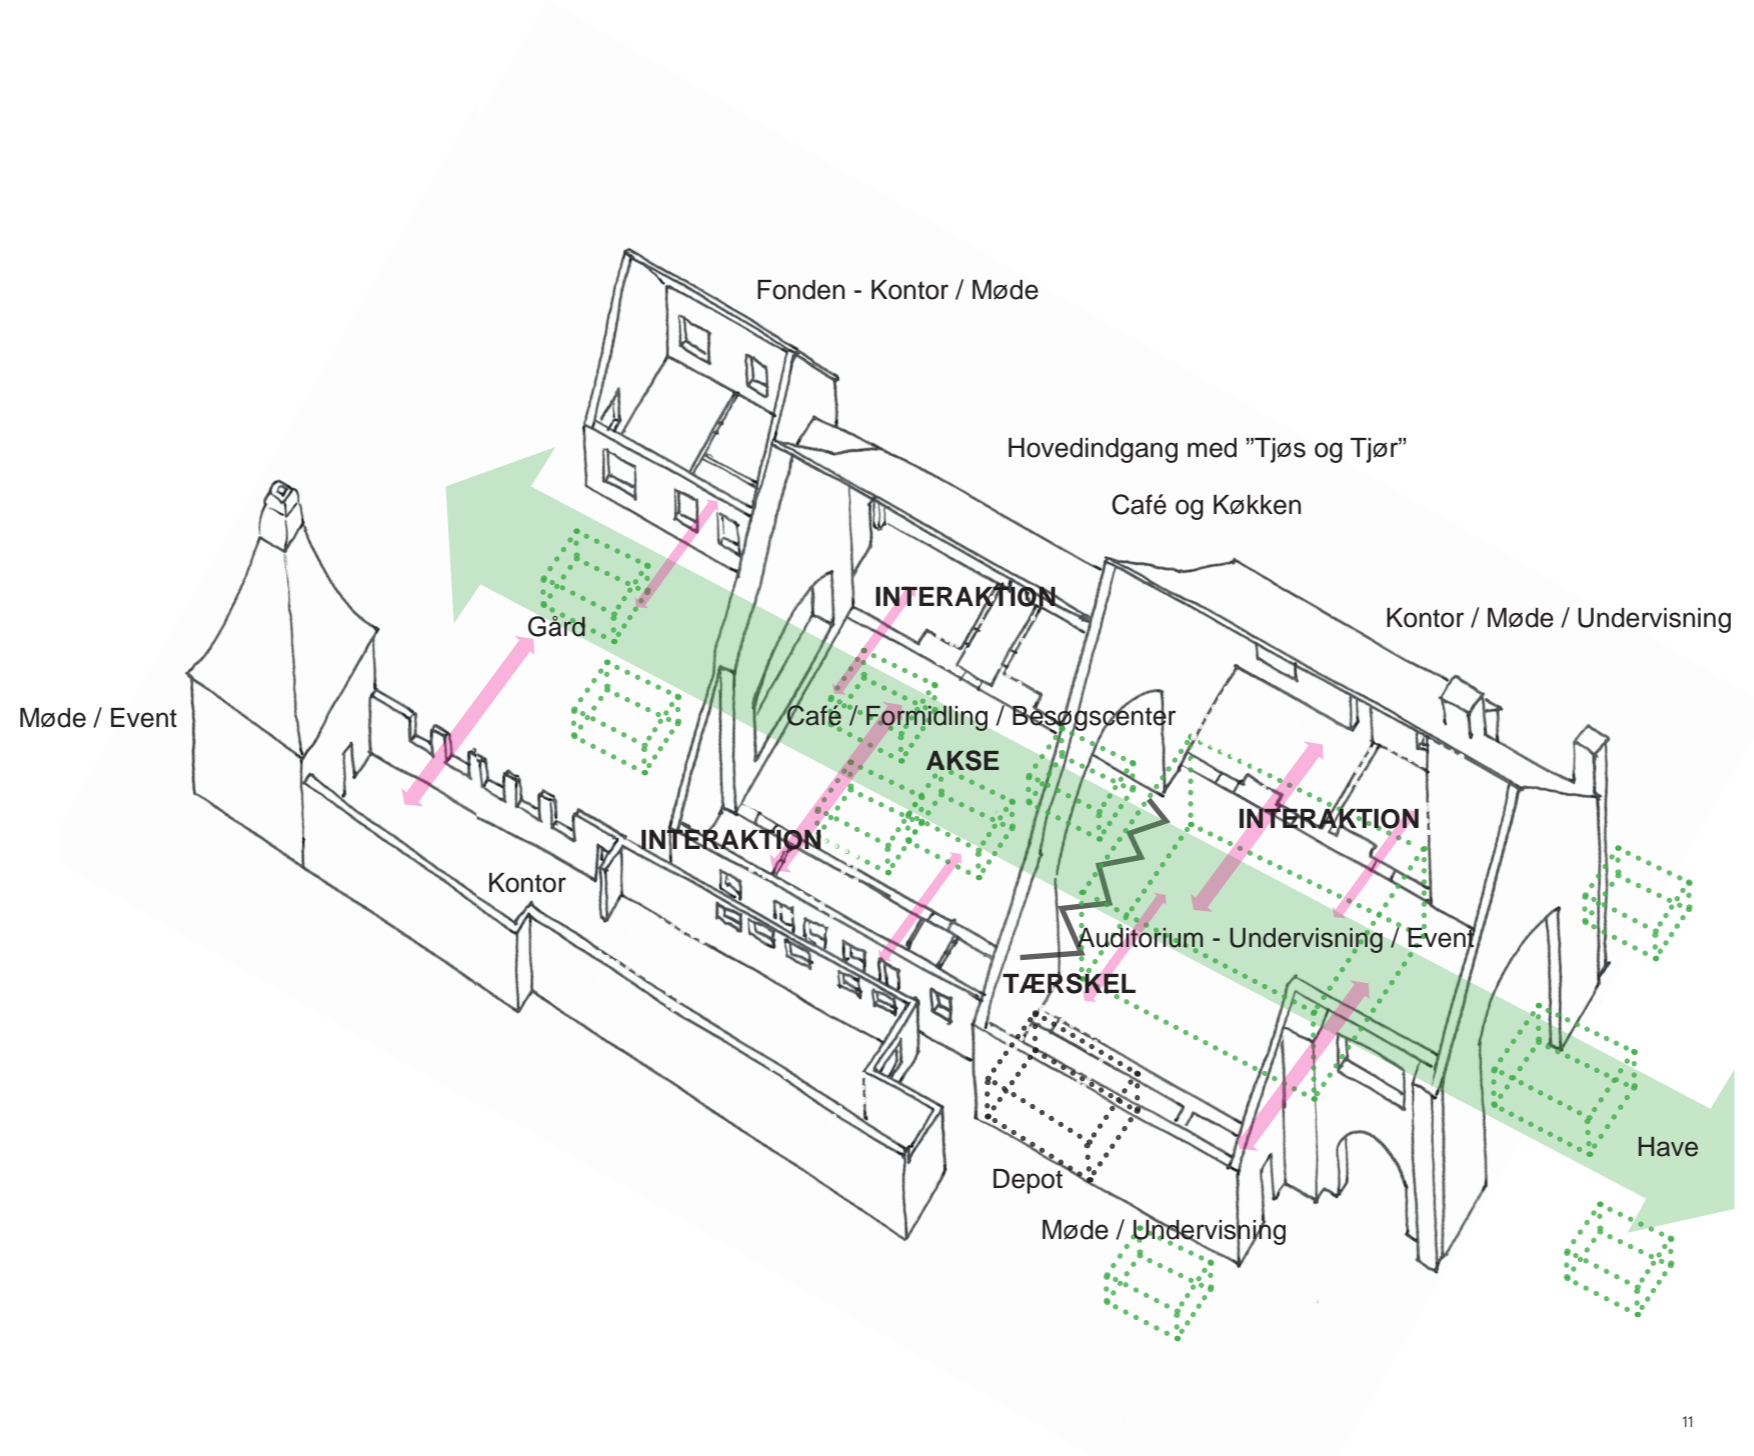 Fonden - Kontor / Møde
Hovedindgang med ”Tjøs og Tjør”
Café og Køkken
INTERAKTION
Kontor / Møde / Undervisning
Gård
Møde / Event
Café / Formidling / Besøgscenter
AKSE
INTERAKTION
INTERAKTION
Kontor
Auditorium - Undervisning / Event
TÆRSKEL
Have
Depot
Møde / Undervisning
11